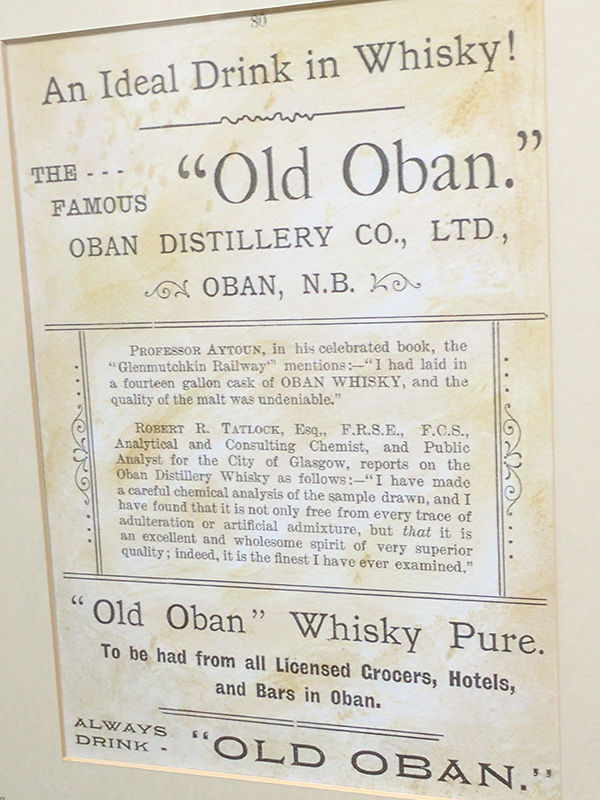 80
An Ideal Drink in Whisky!
THE - - - "Old Oban."
FAMOUS
OBAN DISTILLERY CO., LTD,
OBAN, N.B.
PROFESSOR AYTOUN, in his celebrated book, the
"Glenmutchkin Railway'" mentions:—"I had laid in
a fourteen gallon cask of OBAN WHISKY, and the
quality of the malt was undeniable."
ROBERT R. TATLOCK, Esq., F.R.S.E., F.C.S.,
Analytical and Consulting Chemist, and Public
Analyst for the City of Glasgow, reports on the
Oban Distillery Whisky as follows:—"I have made
a careful chemical analysis of the sample drawn, and I
have found that it is not only free from every trace of
adulteration or artificial admixture, but that it is
an excellent and wholesome spirit of very superior
quality; indeed, it is the finest I have ever examined."
"Old Oban" Whisky Pure.
To be had from all Licensed Grocers, Hotels,
and Bars in Oban.
ALWAYS
DRINK - "OLD OBAN."